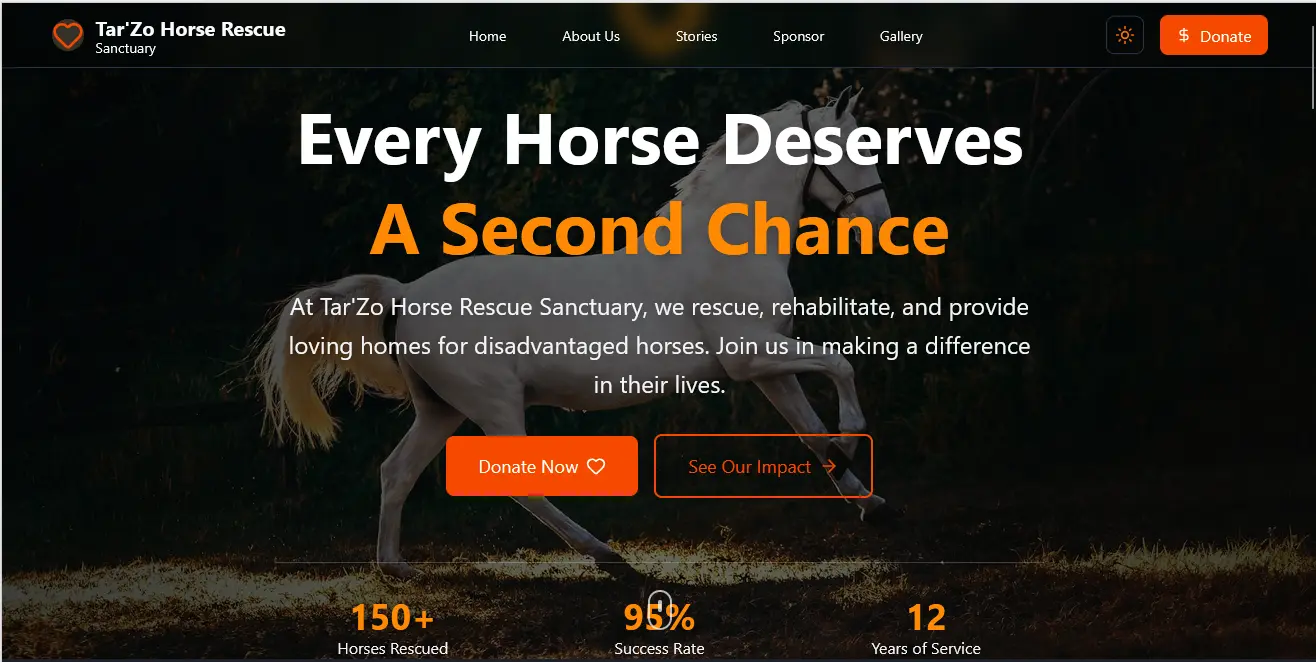 Tar'Zo Horse Rescue
Sanctuary
Home About Us Stories Sponsor Gallery
$ Donate
Every Horse Deserves
A Second Chance
At Tar'Zo Horse Rescue Sanctuary, we rescue, rehabilitate, and provide
loving homes for disadvantaged horses. Join us in making a difference
in their lives.
Donate Now
See Our Impact
150+ 95% 12
Horses Rescued Success Rate Years of Service